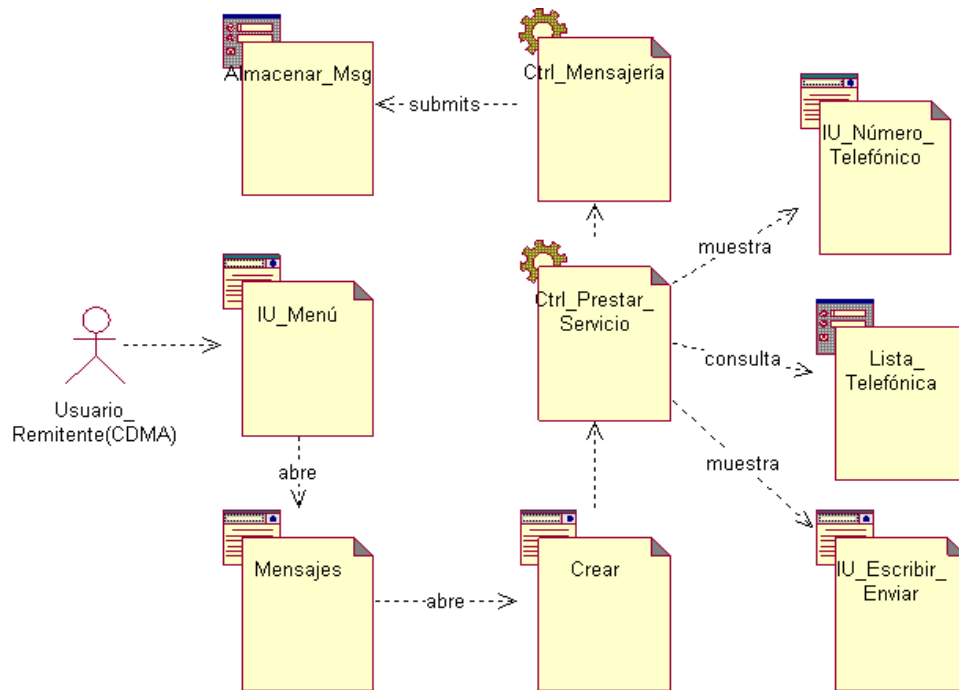 Almacenar_Msg
submits
Ctrl_Mensajería
IU_Número_
Telefónico
muestra
IU_Menú
Ctrl_Prestar_
Servicio
consulta
Lista_
Telefónica
Usuario_
Remitente(CDMA)
abre
muestra
Mensajes
abre
Crear
IU_Escribir_
Enviar